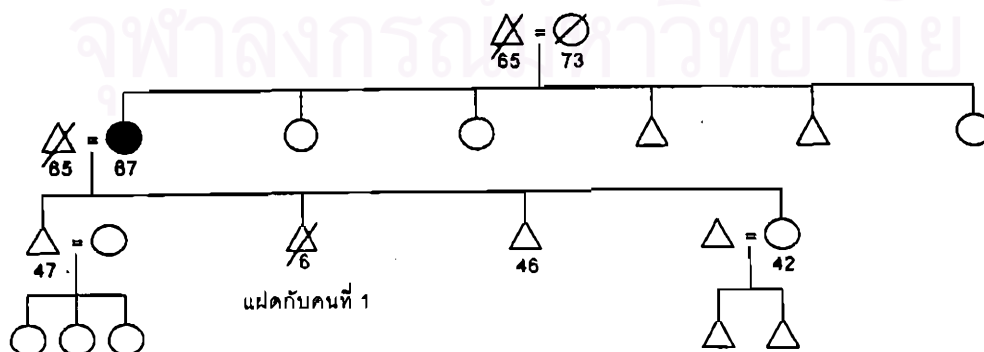 จุฬาลงกรณ์มหาวิทยาลัย
=
65 73
= =
65 67
= =
47 6 46 42
แฝดกับคนที่ 1